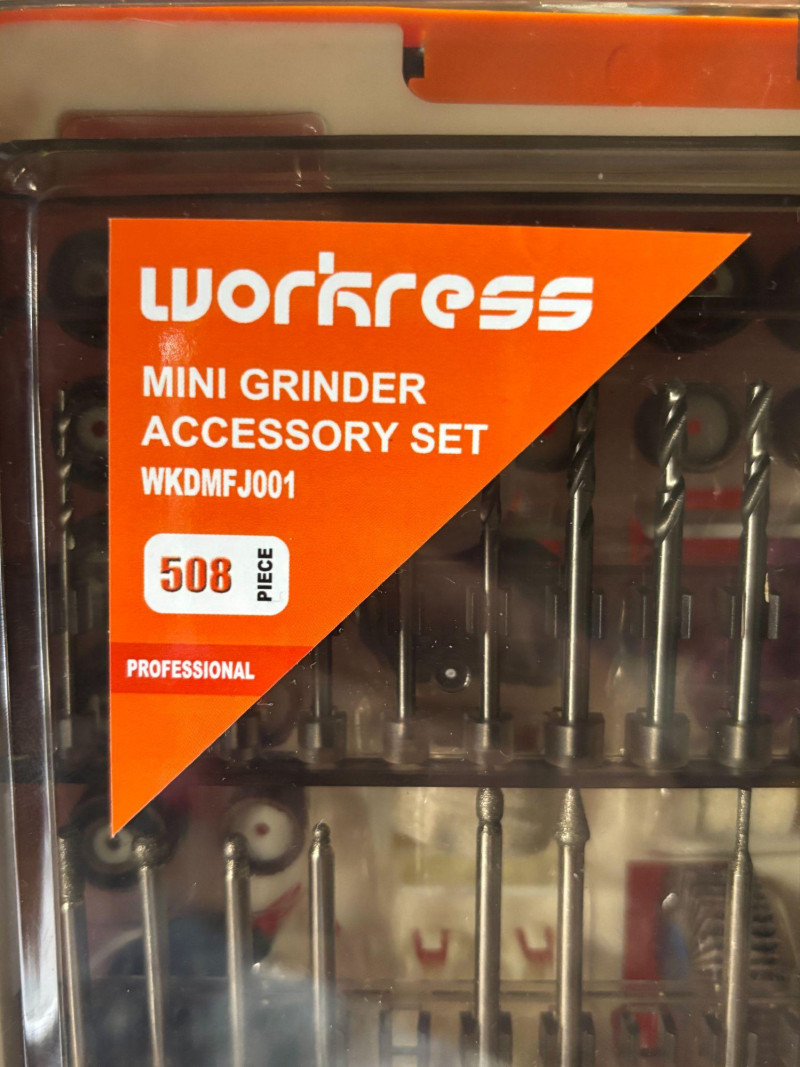 workress
MINI GRINDER
ACCESSORY SET
WKDMFJ001
508 PIECE
PROFESSIONAL